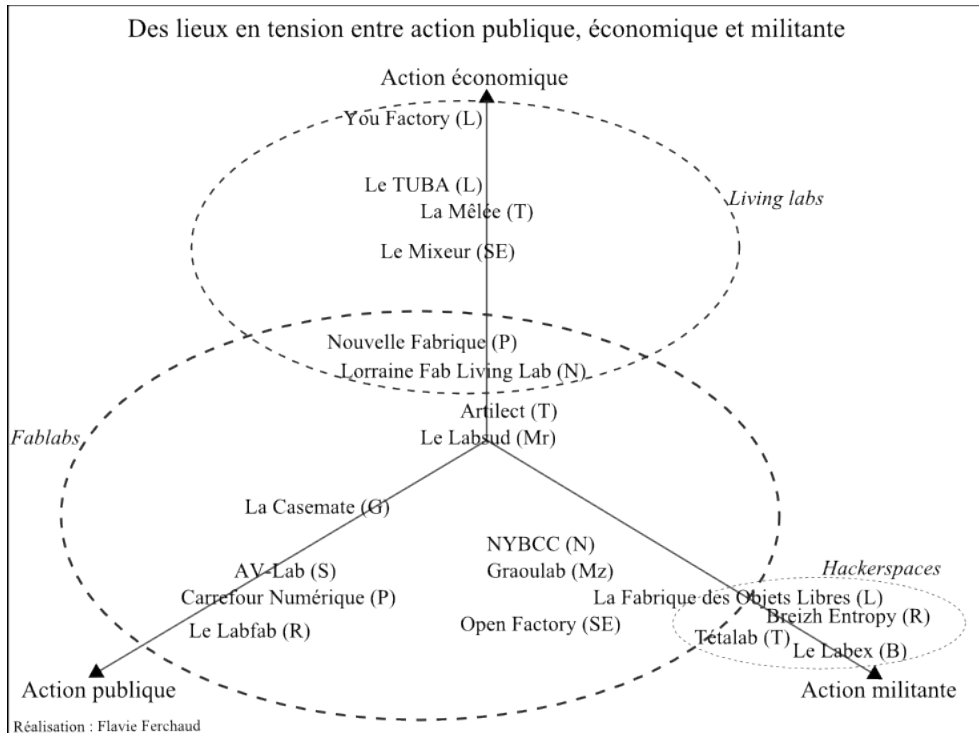 Des lieux en tension entre action publique, économique et militante
Action économique
You Factory (L)
Le TUBA (L)
Living labs
La Mêlée (T)
Le Mixeur (SE)
Nouvelle Fabrique (P)
Lorraine Fab Living Lab (N)
Artilect (T)
Fablabs
Le Labsud (Mr)
La Casemate (G)
NYBCC (N)
AV-Lab (S)
Graoulab (Mz)
Hackerspaces
Carrefour Numérique (P)
La Fabrique des Objets Libres (L)
Breizh Entropy (R)
Le Labfab (R)
Open Factory (SE)
Tétalab (T)
Le Labex (B)
Action publique
Action militante
Réalisation : Flavie Ferchaud